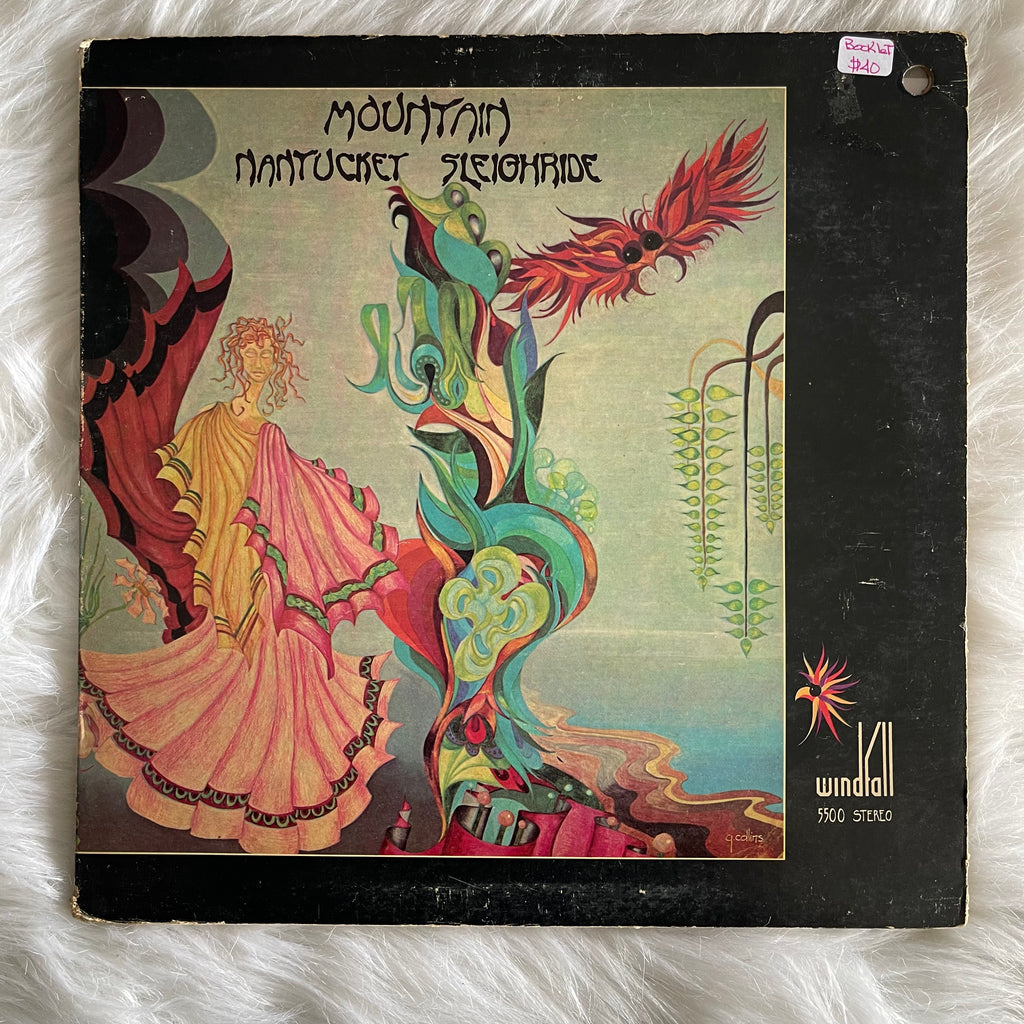 Booklet
$40
MOUNTAIN
NANTUCKET SLEIGHRIDE
windfall
5500 STEREO
g.collins